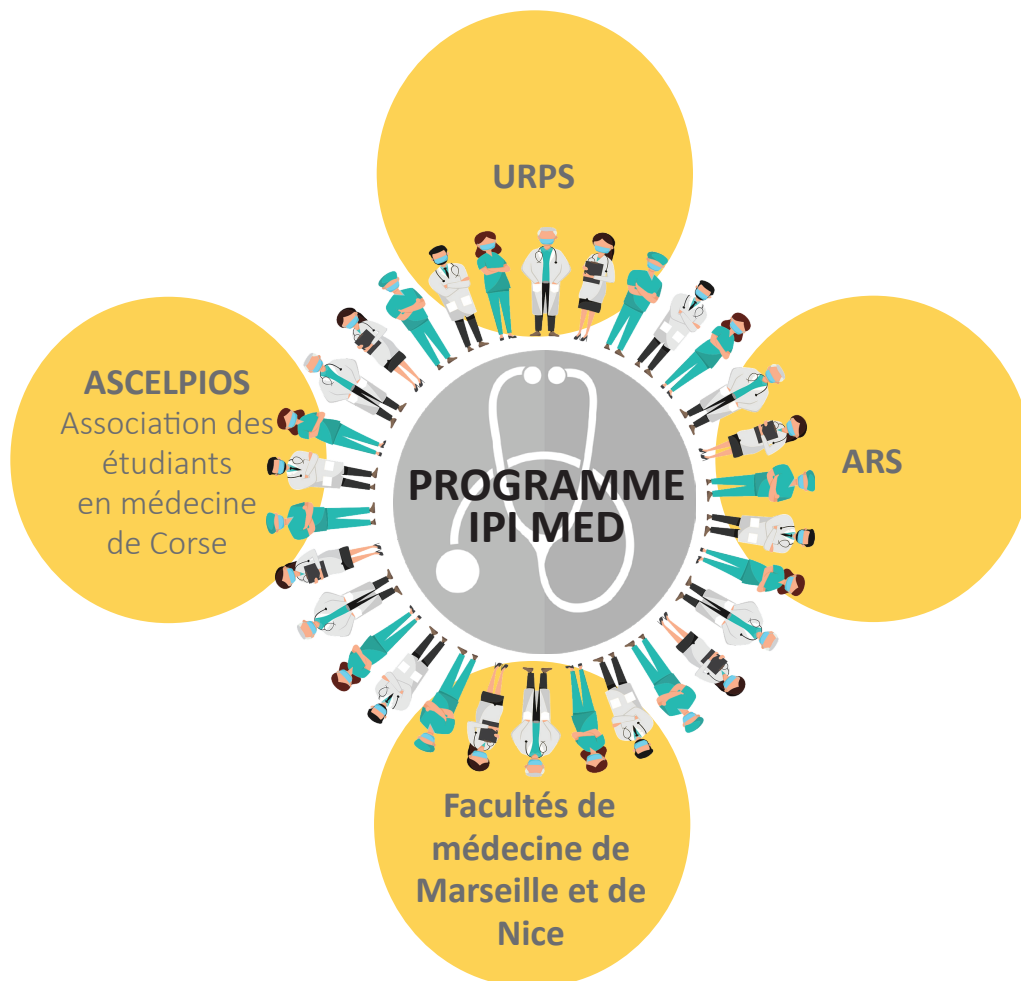 URPS
ASCELPIOS
Association des
étudiants
en médecine
de Corse
PROGRAMME
IPI MED
ARS
Facultés de
médecine de
Marseille et de
Nice